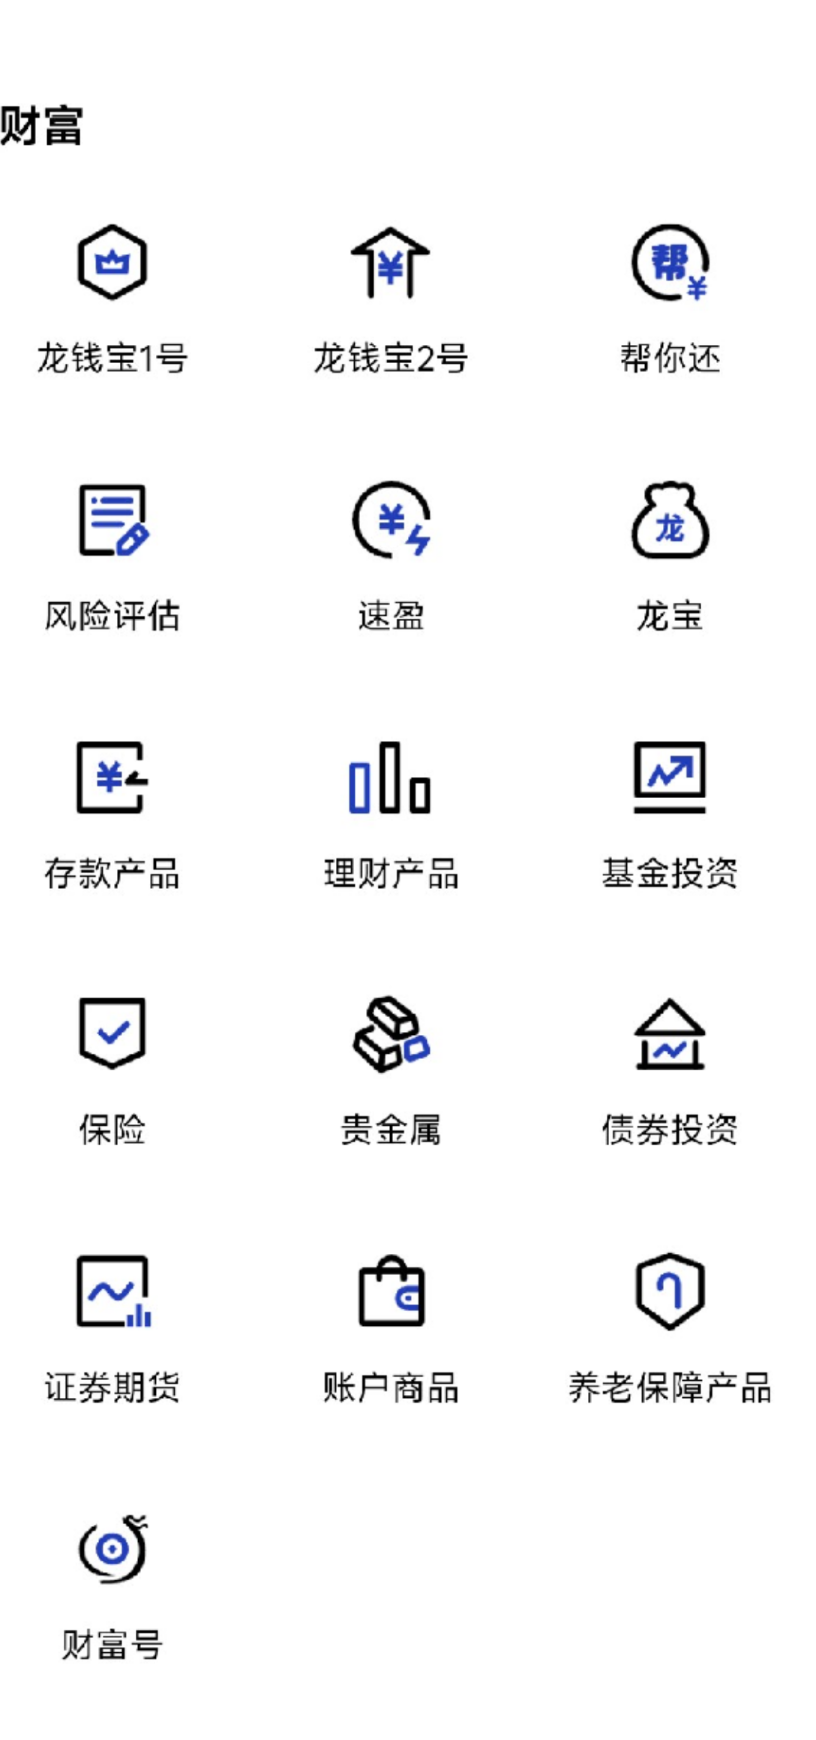 财富
龙钱宝1号
龙钱宝2号
帮
¥
帮你还
风险评估
¥
速盈
龙
龙宝
¥
存款产品
理财产品
基金投资
保险
贵金属
债券投资
证券期货
账户商品
养老保障产品
财富号